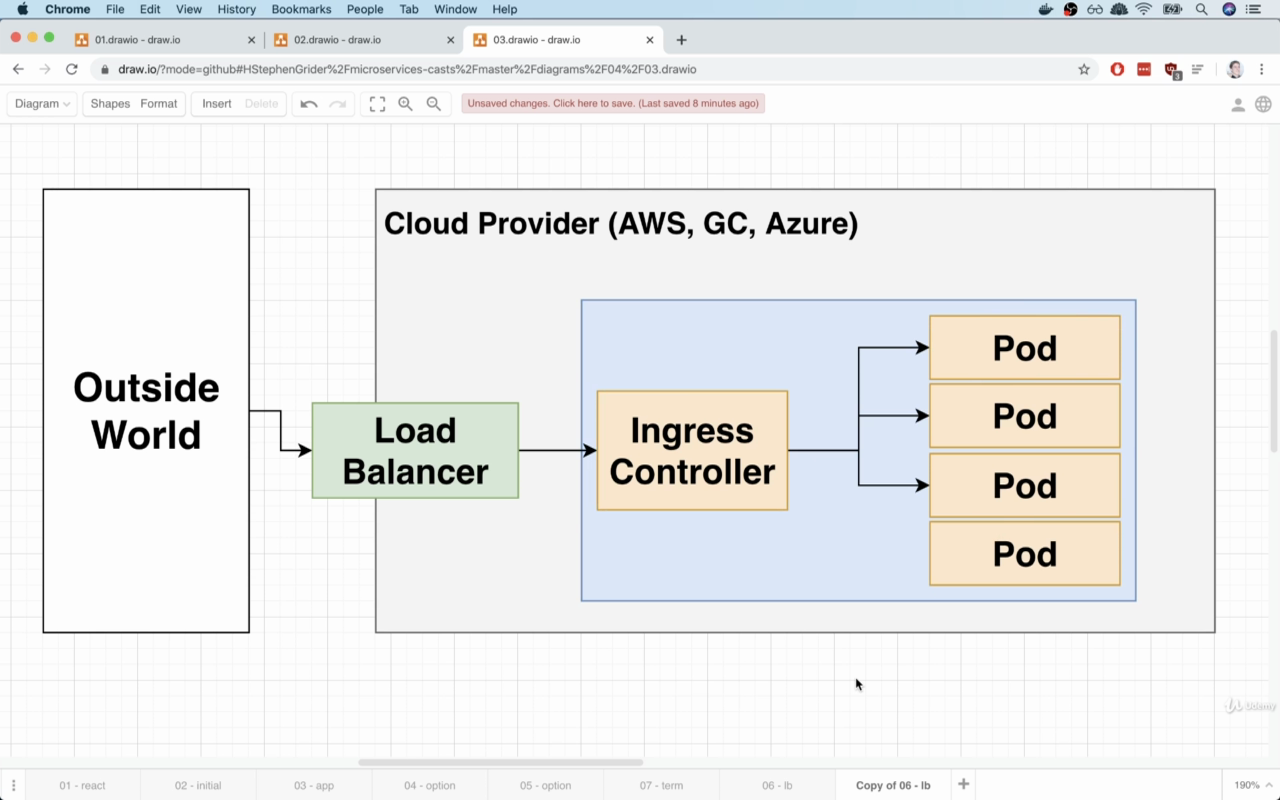 Chrome File Edit View History Bookmarks People Tab Window Help
01.drawio - draw.io
02.drawio - draw.io
03.drawio - draw.io
draw.io/?mode=github#HStephenGrider%2Fmicroservices-casts%2Fmaster%2Fdiagrams%2F04%2F03.drawio
3
Diagram Shapes Format Insert Delete Unsaved changes. Click here to save. (Last saved 8 minutes ago)
Cloud Provider (AWS, GC, Azure)
Outside
World
Load
Balancer
Ingress
Controller
Pod
Pod
Pod
Pod
Udemy
01 - react 02 - initial 03 - app 04 - option 05 - option 07 - term 06 - lb Copy of 06 - lb 190%